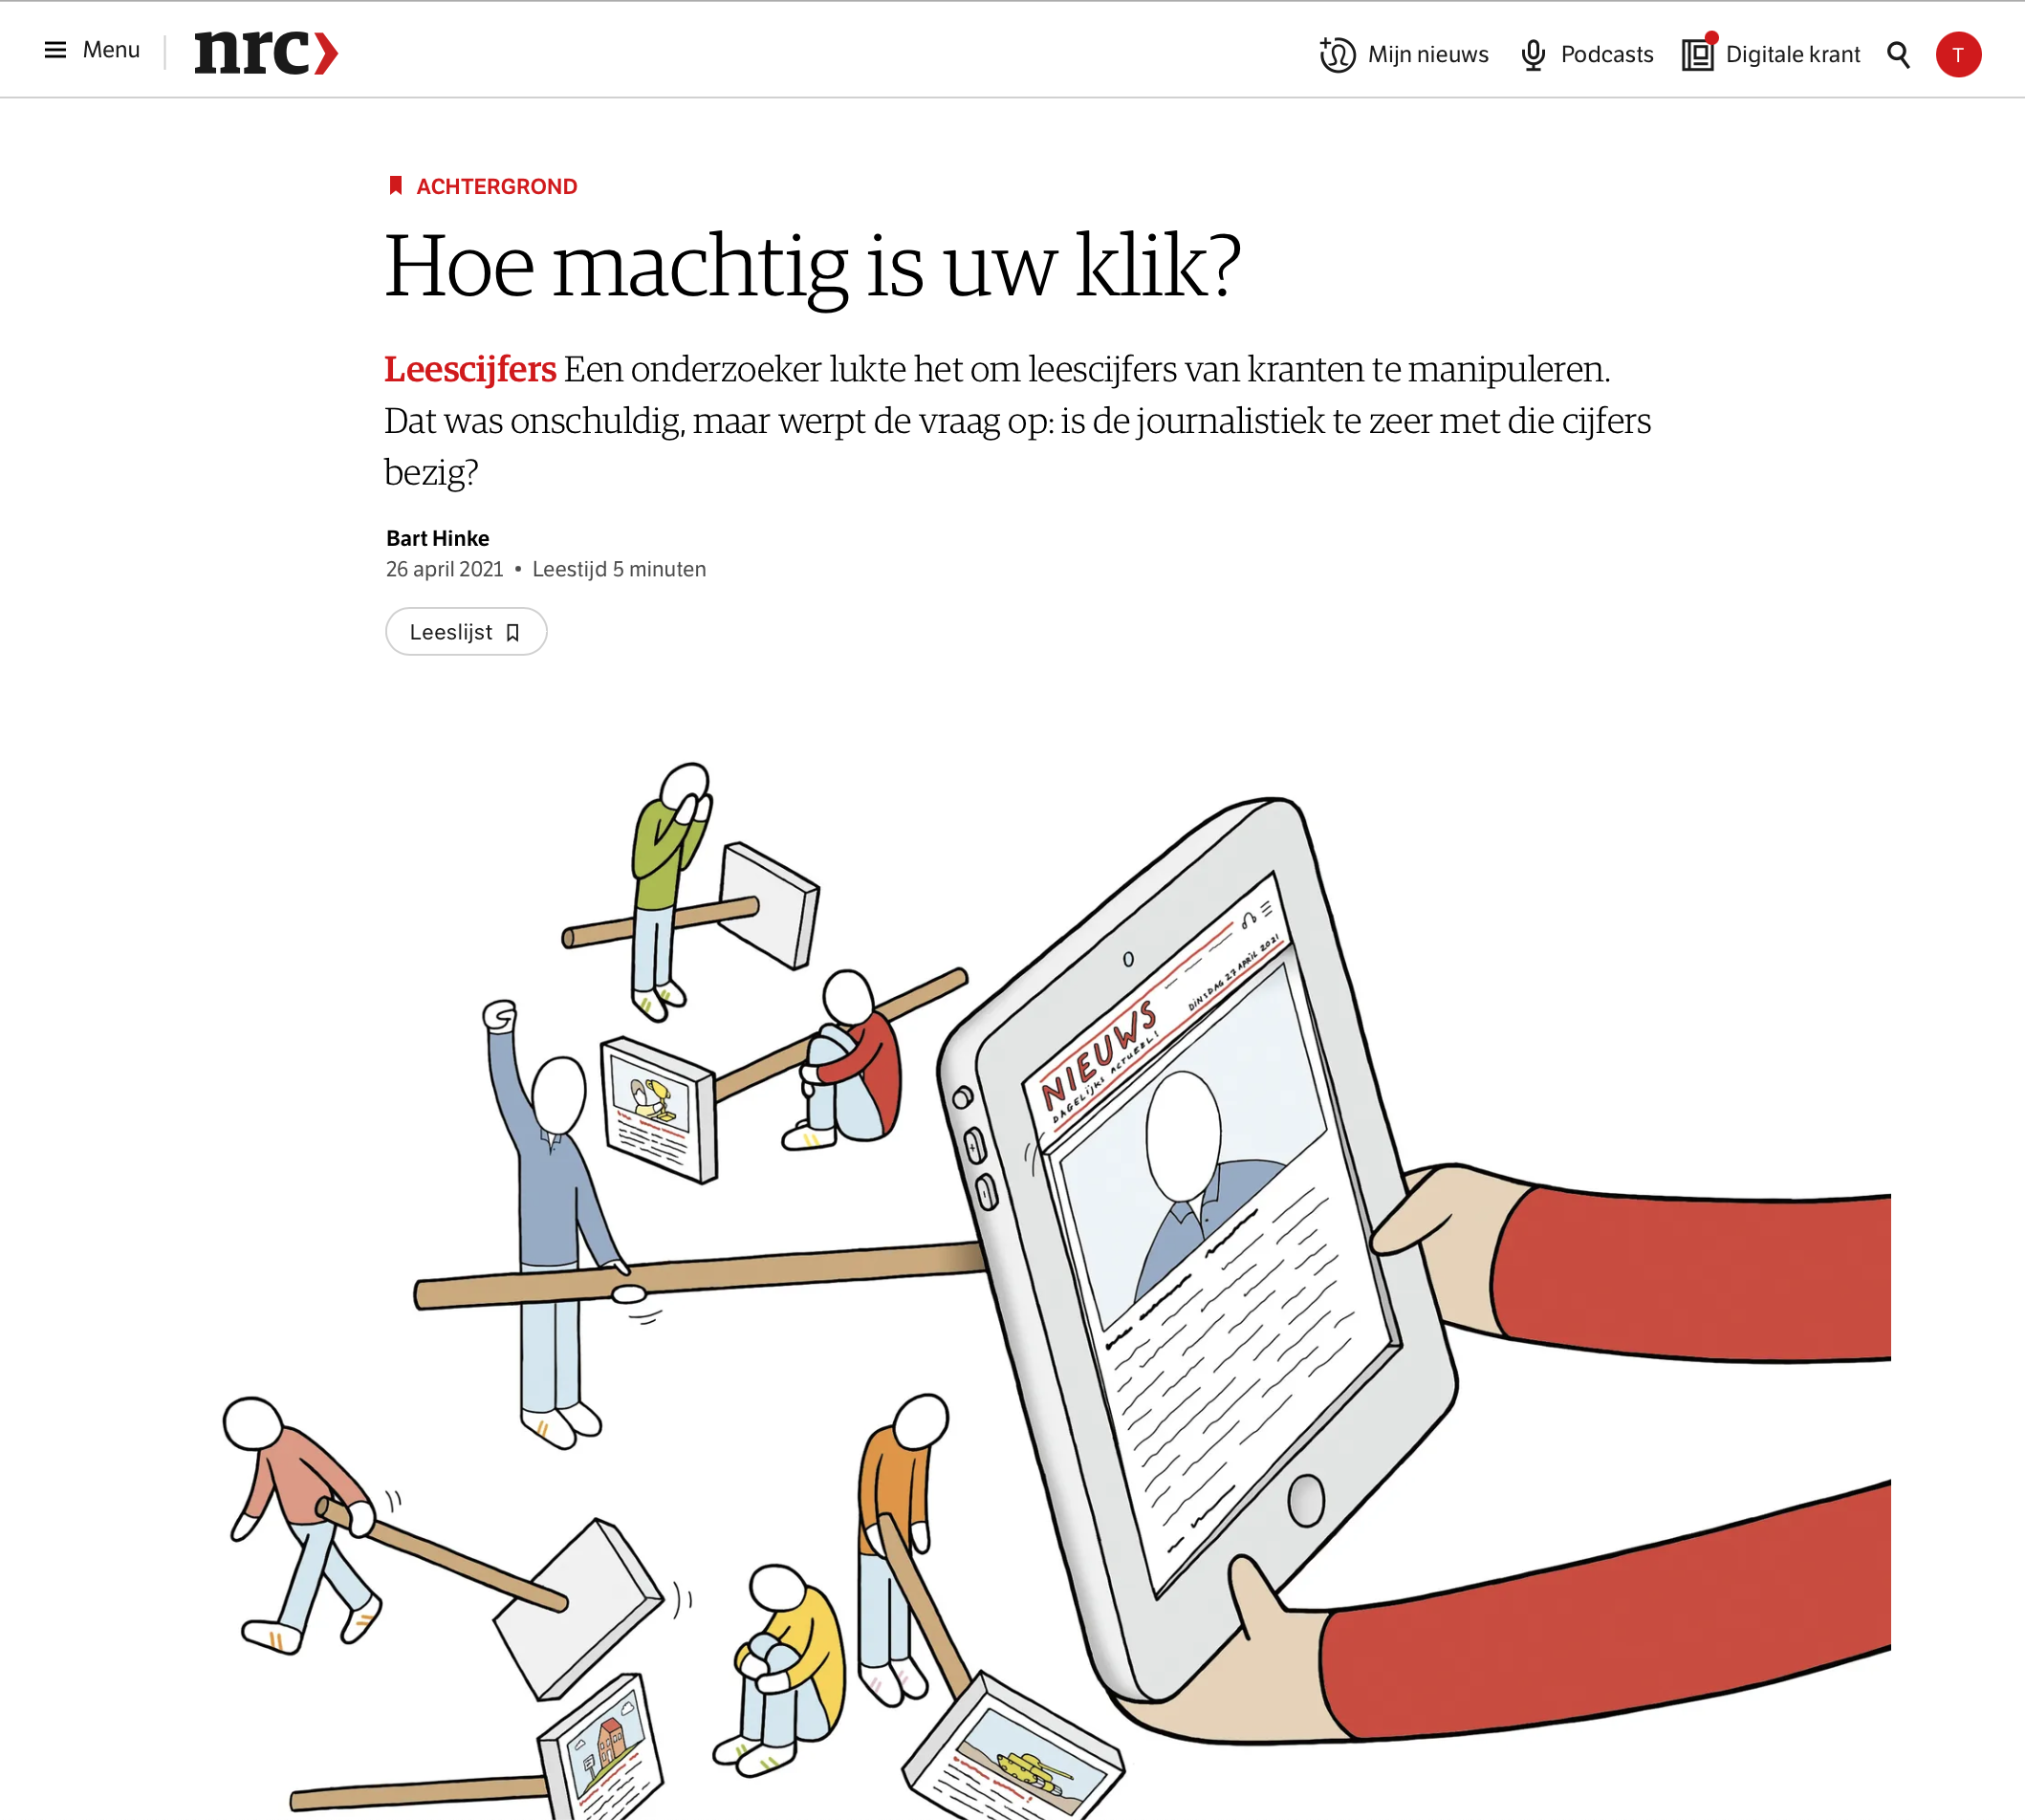 Menu
nrc
Mijn nieuws
Podcasts
Digitale krant
T
ACHTERGROND
Hoe machtig is uw klik?
Leescijfers Een onderzoeker lukte het om leescijfers van kranten te manipuleren.
Dat was onschuldig, maar werpt de vraag op: is de journalistiek te zeer met die cijfers
bezig?
Bart Hinke
26 april 2021 • Leestijd 5 minuten
Leeslijst
NIEUWS
DAGELIJKS ACTUEEL!
DINSDAG 27 APRIL 2021